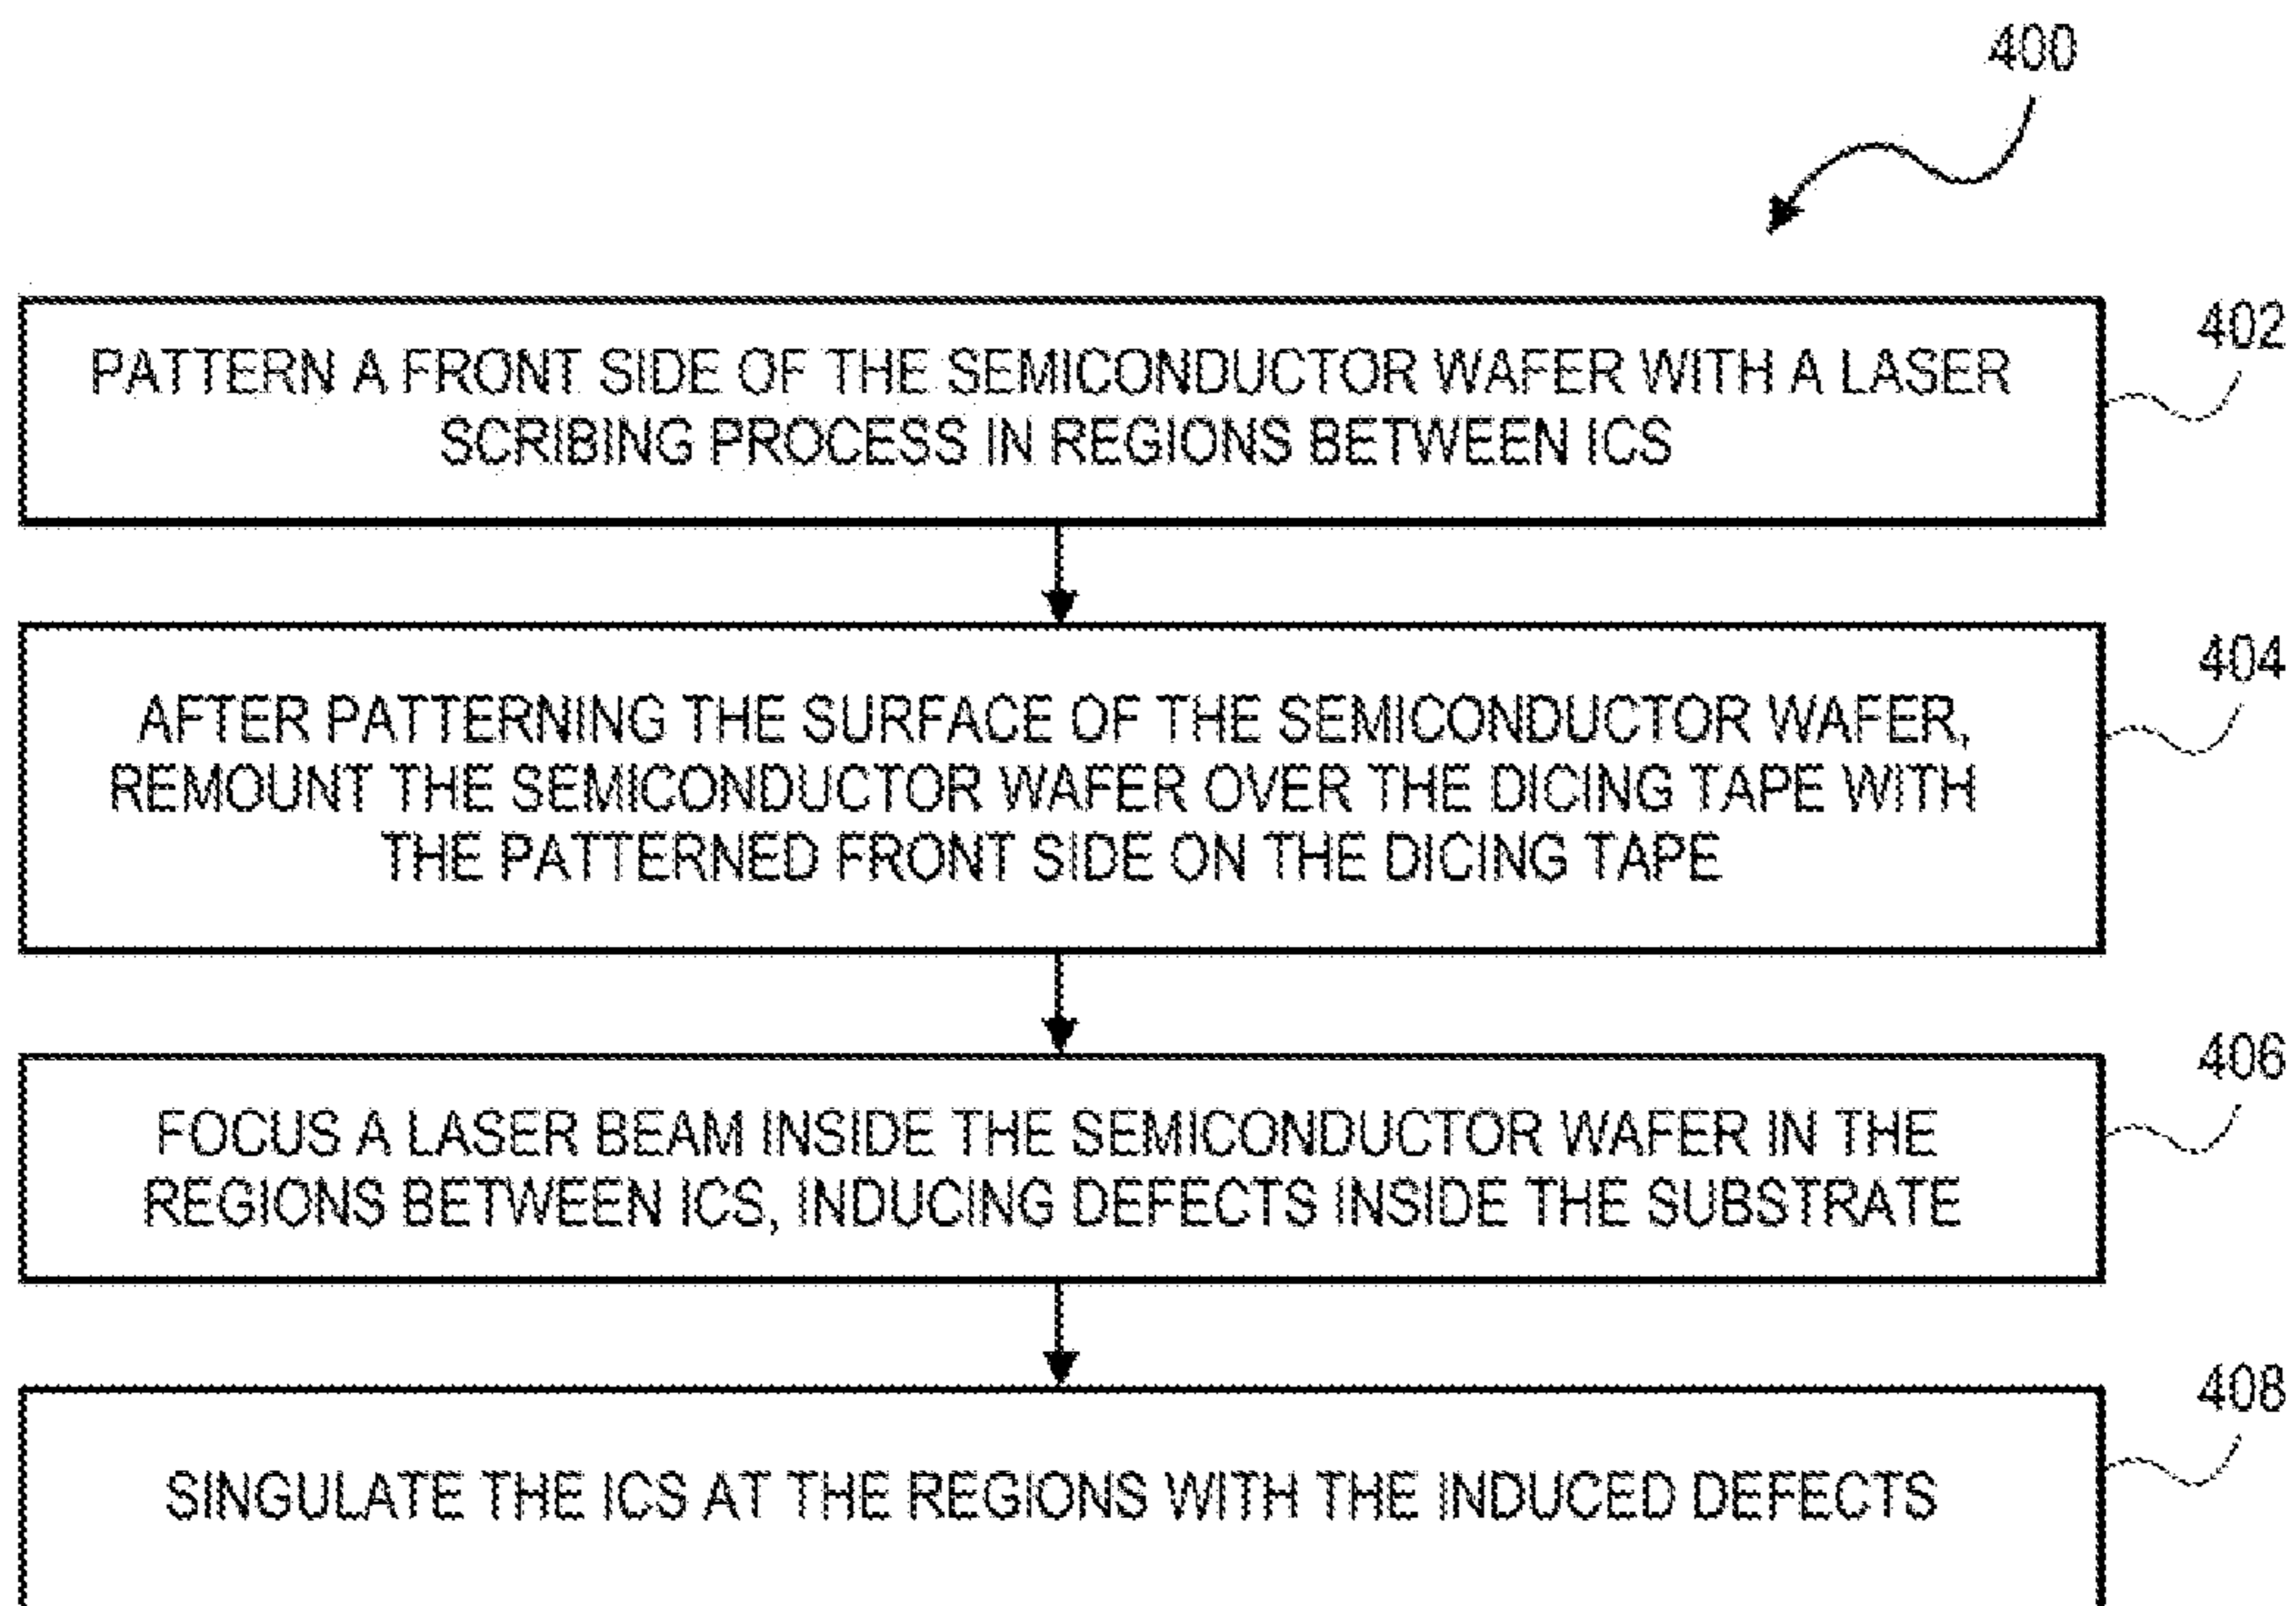 400
402
PATTERN A FRONT SIDE OF THE SEMICONDUCTOR WAFER WITH A LASER
SCRIBING PROCESS IN REGIONS BETWEEN ICS
404
AFTER PATTERNING THE SURFACE OF THE SEMICONDUCTOR WAFER,
REMOUNT THE SEMICONDUCTOR WAFER OVER THE DICING TAPE WITH
THE PATTERNED FRONT SIDE ON THE DICING TAPE
406
FOCUS A LASER BEAM INSIDE THE SEMICONDUCTOR WAFER IN THE
REGIONS BETWEEN ICS, INDUCING DEFECTS INSIDE THE SUBSTRATE
408
SINGULATE THE ICS AT THE REGIONS WITH THE INDUCED DEFECTS